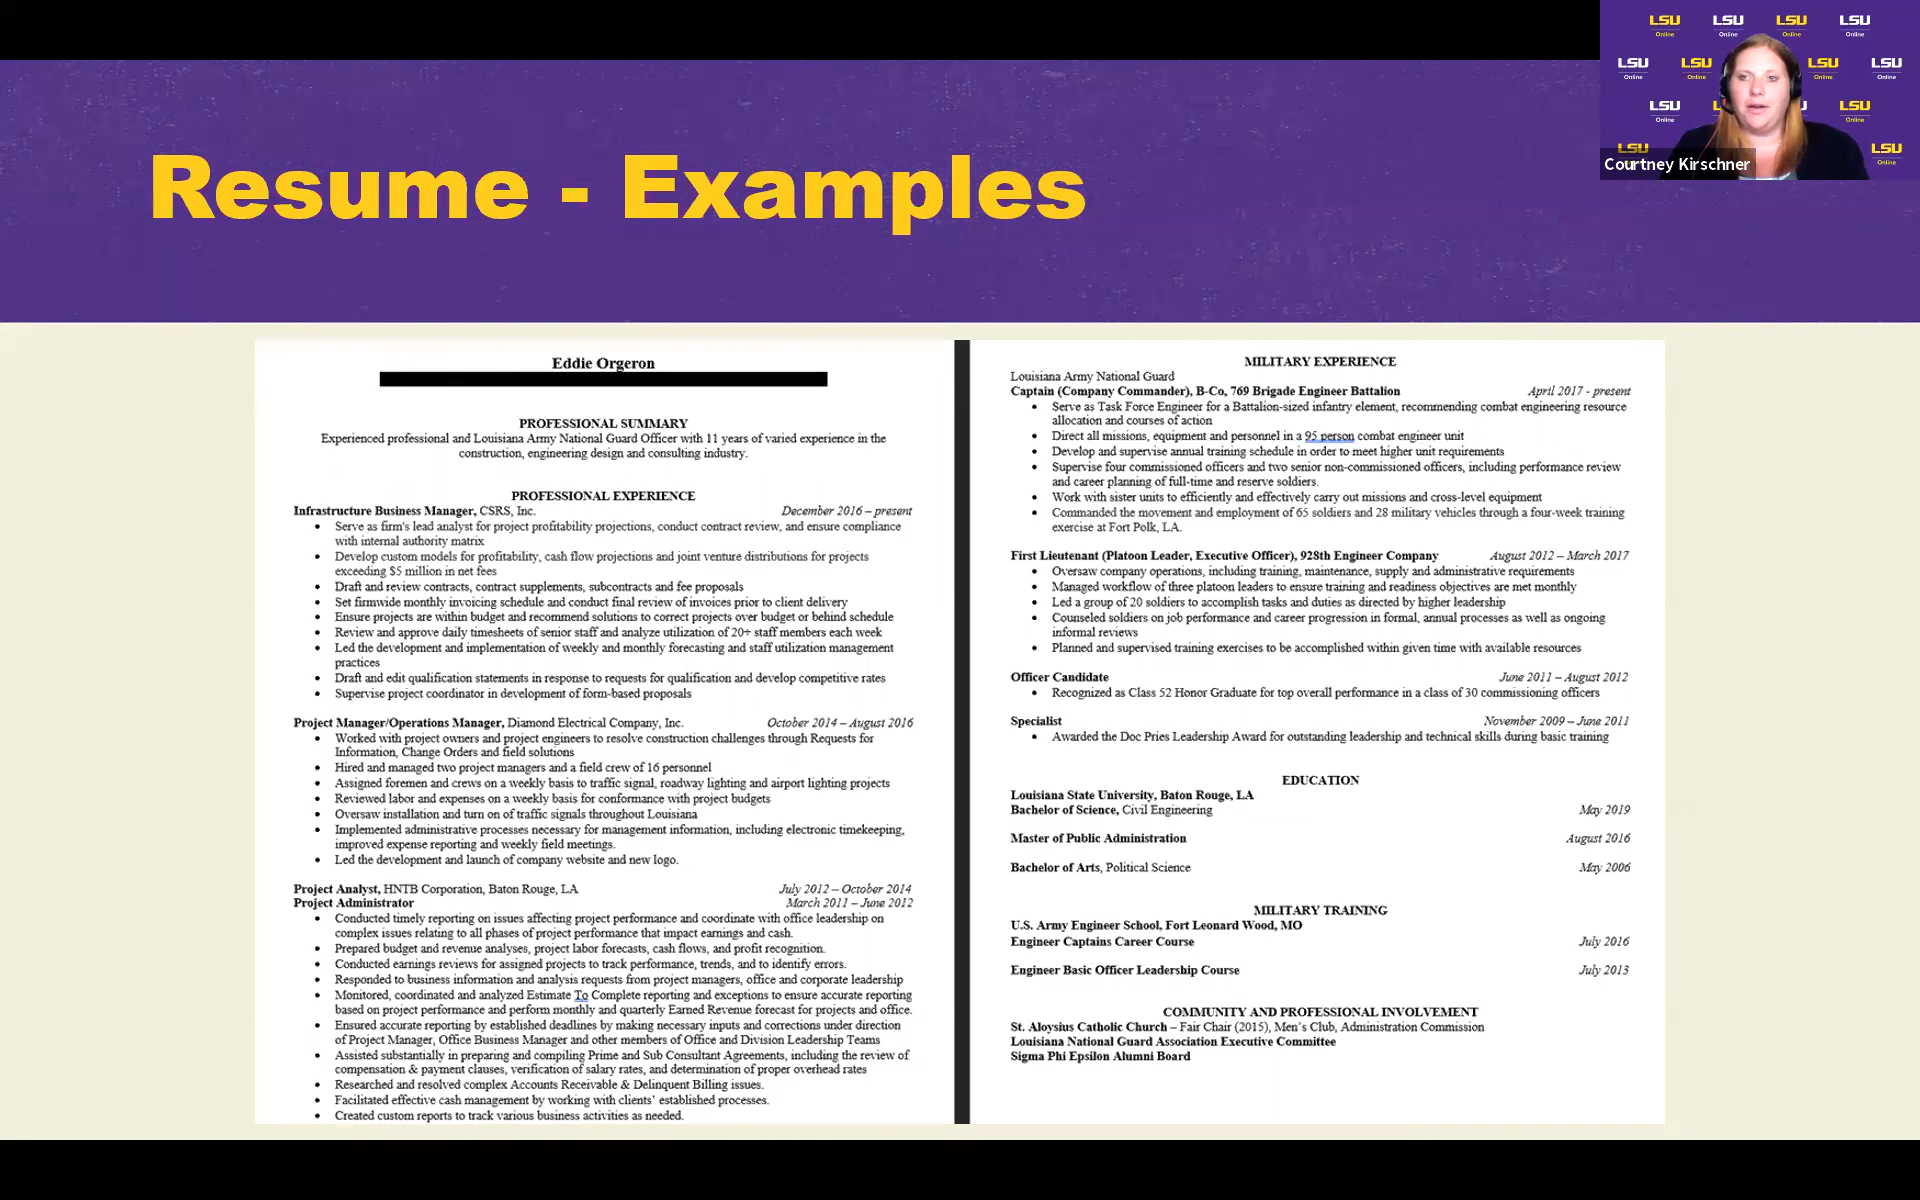 Resume - Examples
LSU
Online
LSU
Online
LSU
Online
LSU
Online
LSU
Online
LSU
Online
LSU
Online
LSU
Online
LSU
Online
LSU
Online
LSU
LSU
Online
Courtney Kirschner
Eddie Orgeron
PROFESSIONAL SUMMARY
Experienced professional and Louisiana Army National Guard Officer with 11 years of varied experience in the
construction, engineering design and consulting industry.
PROFESSIONAL EXPERIENCE
Infrastructure Business Manager, CSRS, Inc. December 2016 – present
• Serve as firm's lead analyst for project profitability projections, conduct contract review, and ensure compliance
with internal authority matrix
• Develop custom models for profitability, cash flow projections and joint venture distributions for projects
exceeding $5 million in net fees
• Draft and review contracts, contract supplements, subcontracts and fee proposals
• Set firmwide monthly invoicing schedule and conduct final review of invoices prior to client delivery
• Ensure projects are within budget and recommend solutions to correct projects over budget or behind schedule
• Review and approve daily timesheets of senior staff and analyze utilization of 20+ staff members each week
• Led the development and implementation of weekly and monthly forecasting and staff utilization management
practices
• Draft and edit qualification statements in response to requests for qualification and develop competitive rates
• Supervise project coordinator in development of form-based proposals
Project Manager/Operations Manager, Diamond Electrical Company, Inc. October 2014 – August 2016
• Worked with project owners and project engineers to resolve construction challenges through Requests for
Information, Change Orders and field solutions
• Hired and managed two project managers and a field crew of 16 personnel
• Assigned foremen and crews on a weekly basis to traffic signal, roadway lighting and airport lighting projects
• Reviewed labor and expenses on a weekly basis for conformance with project budgets
• Oversaw installation and turn on of traffic signals throughout Louisiana
• Implemented administrative processes necessary for management information, including electronic timekeeping,
improved expense reporting and weekly field meetings.
• Led the development and launch of company website and new logo.
Project Analyst, HNTB Corporation, Baton Rouge, LA July 2012 – October 2014
Project Administrator March 2011 – June 2012
• Conducted timely reporting on issues affecting project performance and coordinate with office leadership on
complex issues relating to all phases of project performance that impact earnings and cash.
• Prepared budget and revenue analyses, project labor forecasts, cash flows, and profit recognition.
• Conducted earnings reviews for assigned projects to track performance, trends, and to identify errors.
• Responded to business information and analysis requests from project managers, office and corporate leadership
• Monitored, coordinated and analyzed Estimate To Complete reporting and exceptions to ensure accurate reporting
based on project performance and perform monthly and quarterly Earned Revenue forecast for projects and office.
• Ensured accurate reporting by established deadlines by making necessary inputs and corrections under direction
of Project Manager, Office Business Manager and other members of Office and Division Leadership Teams
• Assisted substantially in preparing and compiling Prime and Sub Consultant Agreements, including the review of
compensation & payment clauses, verification of salary rates, and determination of proper overhead rates
• Researched and resolved complex Accounts Receivable & Delinquent Billing issues.
• Facilitated effective cash management by working with clients’ established processes.
• Created custom reports to track various business activities as needed.
MILITARY EXPERIENCE
Louisiana Army National Guard
Captain (Company Commander), B-Co, 769 Brigade Engineer Battalion April 2017 - present
• Serve as Task Force Engineer for a Battalion-sized infantry element, recommending combat engineering resource
allocation and courses of action
• Direct all missions, equipment and personnel in a 95 person combat engineer unit
• Develop and supervise annual training schedule in order to meet higher unit requirements
• Supervise four commissioned officers and two senior non-commissioned officers, including performance review
and career planning of full-time and reserve soldiers.
• Work with sister units to efficiently and effectively carry out missions and cross-level equipment
• Commanded the movement and employment of 65 soldiers and 28 military vehicles through a four-week training
exercise at Fort Polk, LA.
First Lieutenant (Platoon Leader, Executive Officer), 928th Engineer Company August 2012 – March 2017
• Oversaw company operations, including training, maintenance, supply and administrative requirements
• Managed workflow of three platoon leaders to ensure training and readiness objectives are met monthly
• Led a group of 20 soldiers to accomplish tasks and duties as directed by higher leadership
• Counseled soldiers on job performance and career progression in formal, annual processes as well as ongoing
informal reviews
• Planned and supervised training exercises to be accomplished within given time with available resources
Officer Candidate June 2011 – August 2012
• Recognized as Class 52 Honor Graduate for top overall performance in a class of 30 commissioning officers
Specialist November 2009 – June 2011
• Awarded the Doc Pries Leadership Award for outstanding leadership and technical skills during basic training
EDUCATION
Louisiana State University, Baton Rouge, LA
Bachelor of Science, Civil Engineering May 2019
Master of Public Administration August 2016
Bachelor of Arts, Political Science May 2006
MILITARY TRAINING
U.S. Army Engineer School, Fort Leonard Wood, MO
Engineer Captains Career Course July 2016
Engineer Basic Officer Leadership Course July 2013
COMMUNITY AND PROFESSIONAL INVOLVEMENT
St. Aloysius Catholic Church – Fair Chair (2015), Men’s Club, Administration Commission
Louisiana National Guard Association Executive Committee
Sigma Phi Epsilon Alumni Board